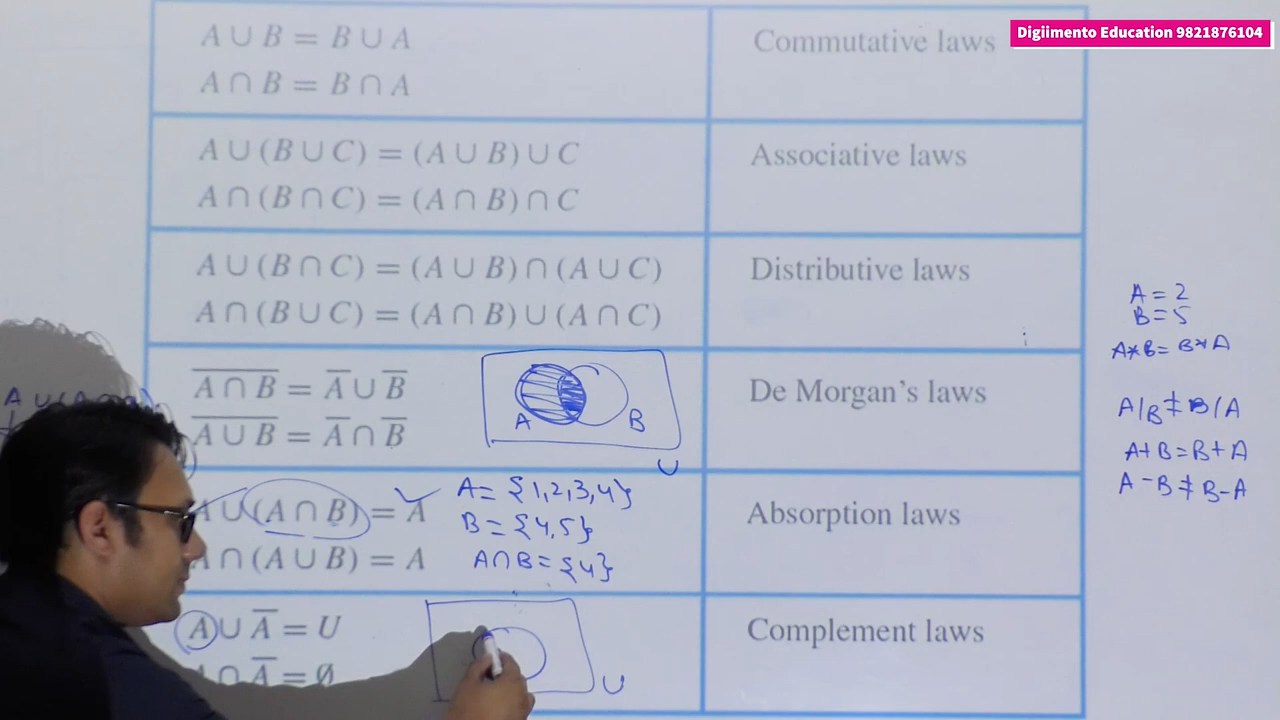 Digiimento Education 9821876104
A ∪ B = B ∪ A
A ∩ B = B ∩ A
Commutative laws
A ∪ (B ∪ C) = (A ∪ B) ∪ C
A ∩ (B ∩ C) = (A ∩ B) ∩ C
Associative laws
A ∪ (B ∩ C) = (A ∪ B) ∩ (A ∪ C)
A ∩ (B ∪ C) = (A ∩ B) ∪ (A ∩ C)
Distributive laws
A̅ ̅∩̅ ̅B̅ = A̅ ∪ B̅
A̅ ̅∪̅ ̅B̅ = A̅ ∩ B̅
A B
U
De Morgan's laws
A ∪ (A ∩ B) = A
A ∩ (A ∪ B) = A
A = {1,2,3,4}
B = {4,5}
A∩B = {4}
Absorption laws
A ∪ A̅ = U
∩ A̅ = ∅
U
Complement laws
A = 2
B = 5
A*B = B*A
A/B ≠ B/A
A+B = B+A
A-B ≠ B-A